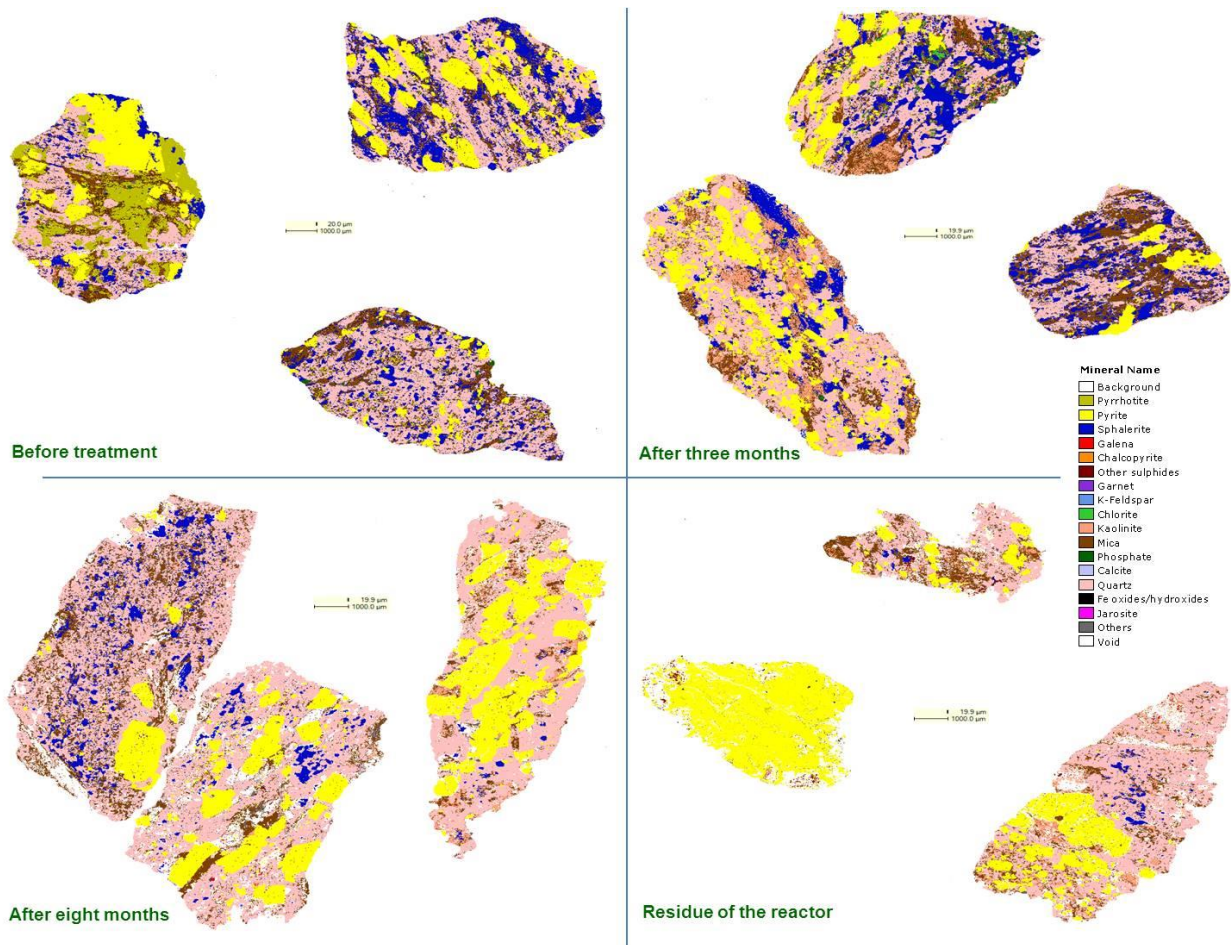 20.0 µm
1000.0 µm
Before treatment
19.9 µm
1000.0 µm
After three months
Mineral Name
Background
Pyrrhotite
Pyrite
Sphalerite
Galena
Chalcopyrite
Other sulphides
Garnet
K-Feldspar
Chlorite
Kaolinite
Mica
Phosphate
Calcite
Quartz
Fe oxides/hydroxides
Jarosite
Others
Void
19.9 µm
1000.0 µm
After eight months
19.9 µm
1000.0 µm
Residue of the reactor